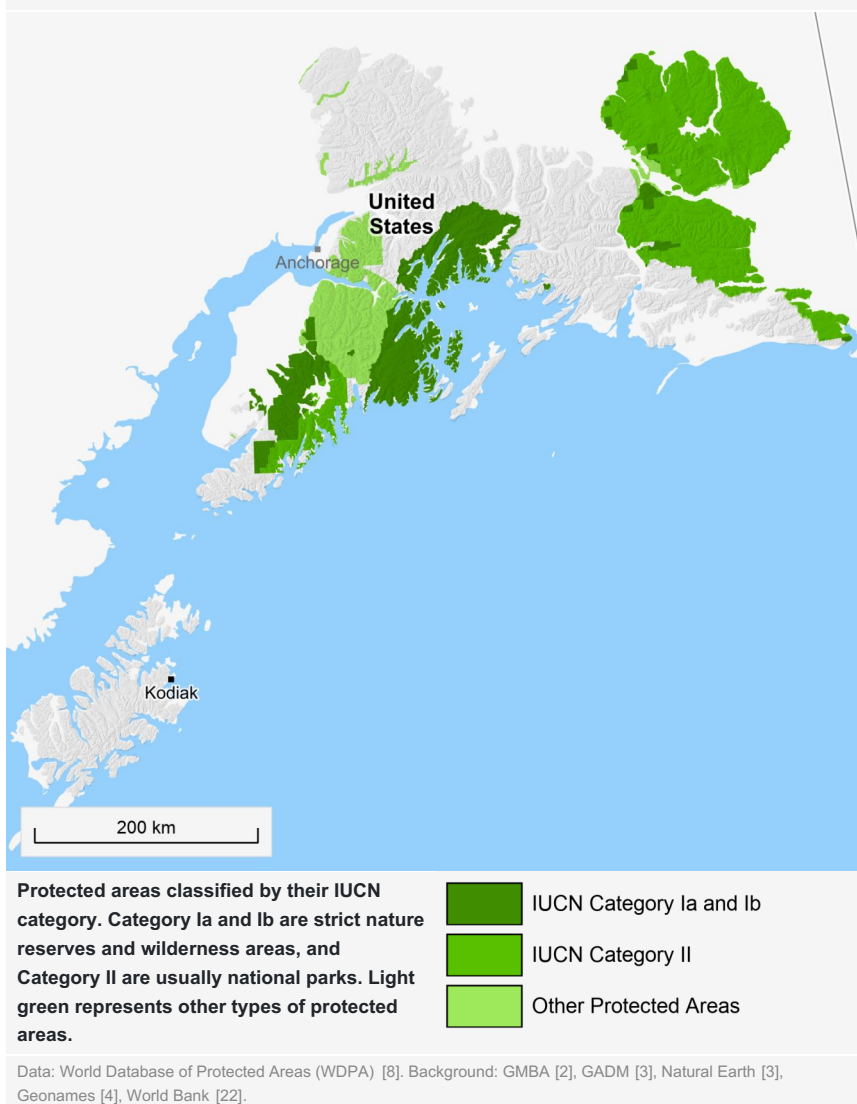 United
States
Anchorage
Kodiak
200 km
Protected areas classified by their IUCN
category. Category Ia and Ib are strict nature
reserves and wilderness areas, and
Category II are usually national parks. Light
green represents other types of protected
areas.
IUCN Category Ia and Ib
IUCN Category II
Other Protected Areas
Data: World Database of Protected Areas (WDPA) [8]. Background: GMBA [2], GADM [3], Natural Earth [3],
Geonames [4], World Bank [22].